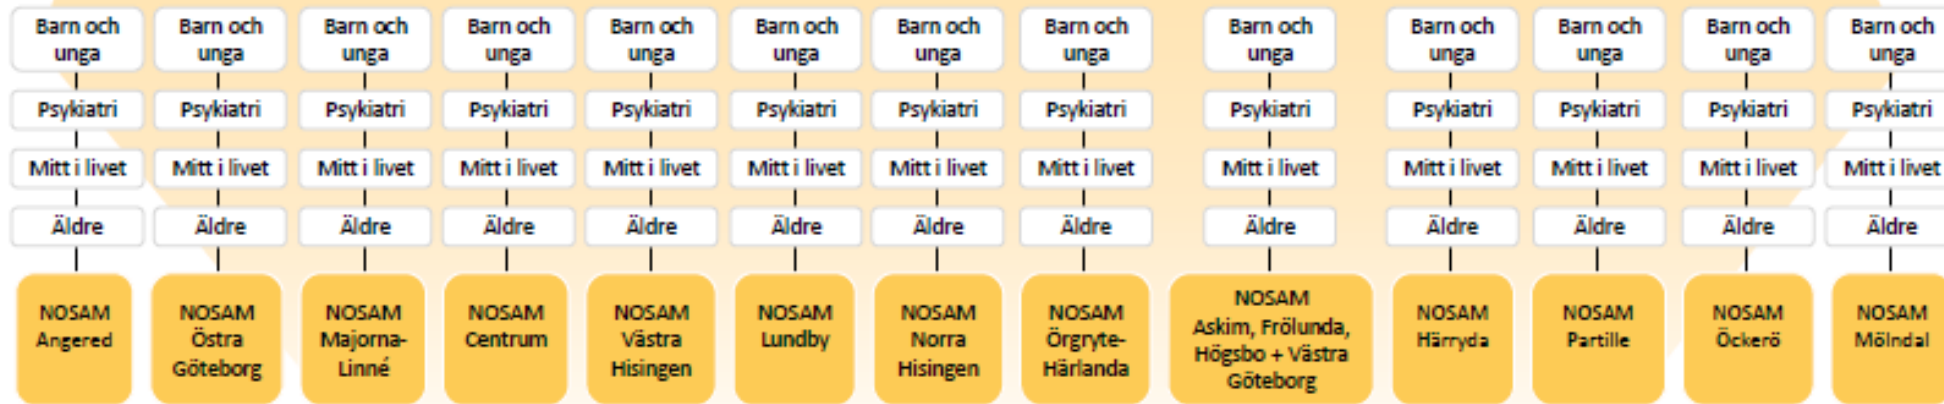 Barn och
unga
Barn och
unga
Barn och
unga
Barn och
unga
Barn och
unga
Barn och
unga
Barn och
unga
Barn och
unga
Barn och
unga
Barn och
unga
Barn och
unga
Barn och
unga
Barn och
unga
Psykiatri
Psykiatri
Psykiatri
Psykiatri
Psykiatri
Psykiatri
Psykiatri
Psykiatri
Psykiatri
Psykiatri
Psykiatri
Psykiatri
Psykiatri
Mitt i livet
Mitt i livet
Mitt i livet
Mitt i livet
Mitt i livet
Mitt i livet
Mitt i livet
Mitt i livet
Mitt i livet
Mitt i livet
Mitt i livet
Mitt i livet
Mitt i livet
Äldre
Äldre
Äldre
Äldre
Äldre
Äldre
Äldre
Äldre
Äldre
Äldre
Äldre
Äldre
Äldre
NOSAM
Angered
NOSAM
Östra
Göteborg
NOSAM
Majorna-
Linné
NOSAM
Centrum
NOSAM
Västra
Hisingen
NOSAM
Lundby
NOSAM
Norra
Hisingen
NOSAM
Örgryte-
Härlanda
NOSAM
Askim, Frölunda,
Högsbo + Västra
Göteborg
NOSAM
Härryda
NOSAM
Partille
NOSAM
Öckerö
NOSAM
Mölndal